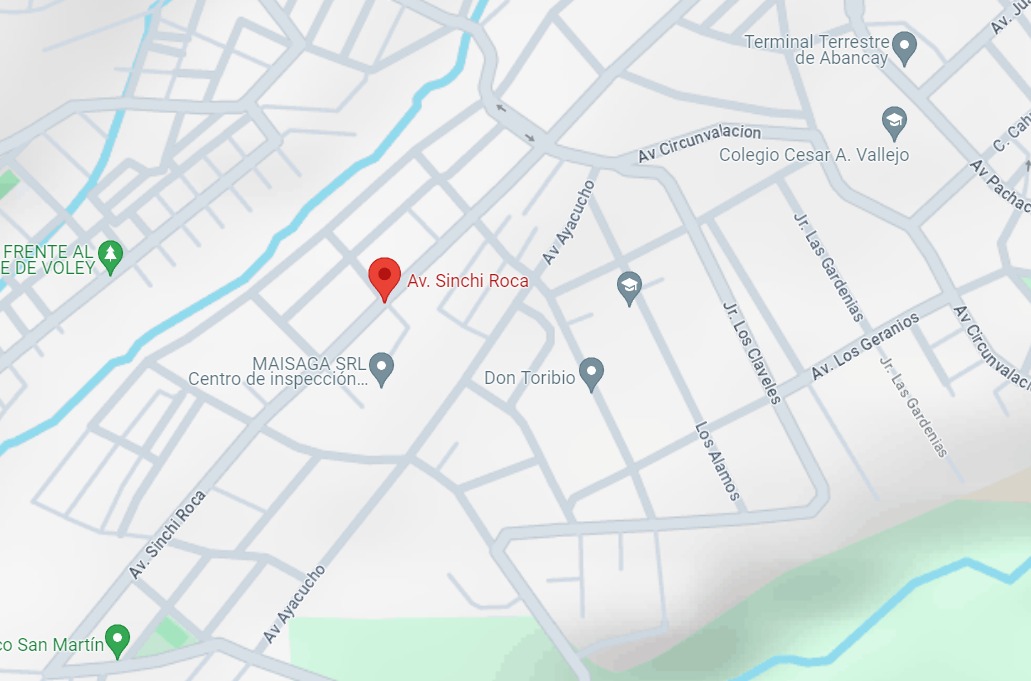 Terminal Terrestre
de Abancay
Av. Ju
Colegio Cesar A. Vallejo
C. Cahi
Av Circunvalacion
Av Pachac
Av Ayacucho
FRENTE AL
E DE VOLEY
Av. Sinchi Roca
Jr. Las Gardenias
MAISAGA SRL
Centro de inspección...
Don Toribio
Jr. Los Claveles
Av. Los Geranios
Av Circunvalaci
Jr. Las Gardenias
Los Alamos
Av. Sinchi Roca
Av Ayacucho
co San Martín